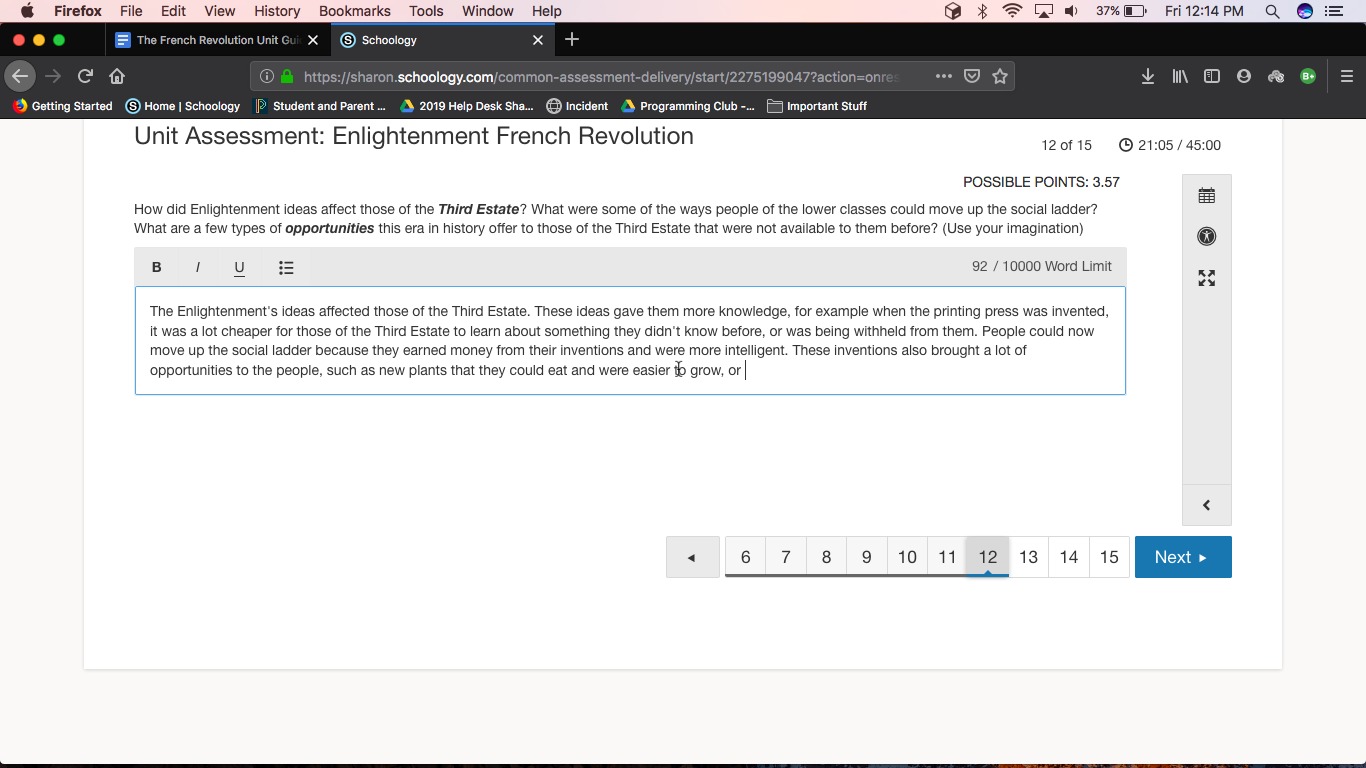 Firefox File Edit View History Bookmarks Tools Window Help 37% Fri 12:14 PM
The French Revolution Unit Gui
S Schoology
https://sharon.schoology.com/common-assessment-delivery/start/2275199047?action=onres
Getting Started Home | Schoology Student and Parent ... 2019 Help Desk Sha... Incident Programming Club -... Important Stuff
Unit Assessment: Enlightenment French Revolution
12 of 15 21:05 / 45:00
POSSIBLE POINTS: 3.57
How did Enlightenment ideas affect those of the Third Estate? What were some of the ways people of the lower classes could move up the social ladder?
What are a few types of opportunities this era in history offer to those of the Third Estate that were not available to them before? (Use your imagination)
B I U 92 / 10000 Word Limit
The Enlightenment's ideas affected those of the Third Estate. These ideas gave them more knowledge, for example when the printing press was invented,
it was a lot cheaper for those of the Third Estate to learn about something they didn't know before, or was being withheld from them. People could now
move up the social ladder because they earned money from their inventions and were more intelligent. These inventions also brought a lot of
opportunities to the people, such as new plants that they could eat and were easier to grow, or
6 7 8 9 10 11 12 13 14 15 Next